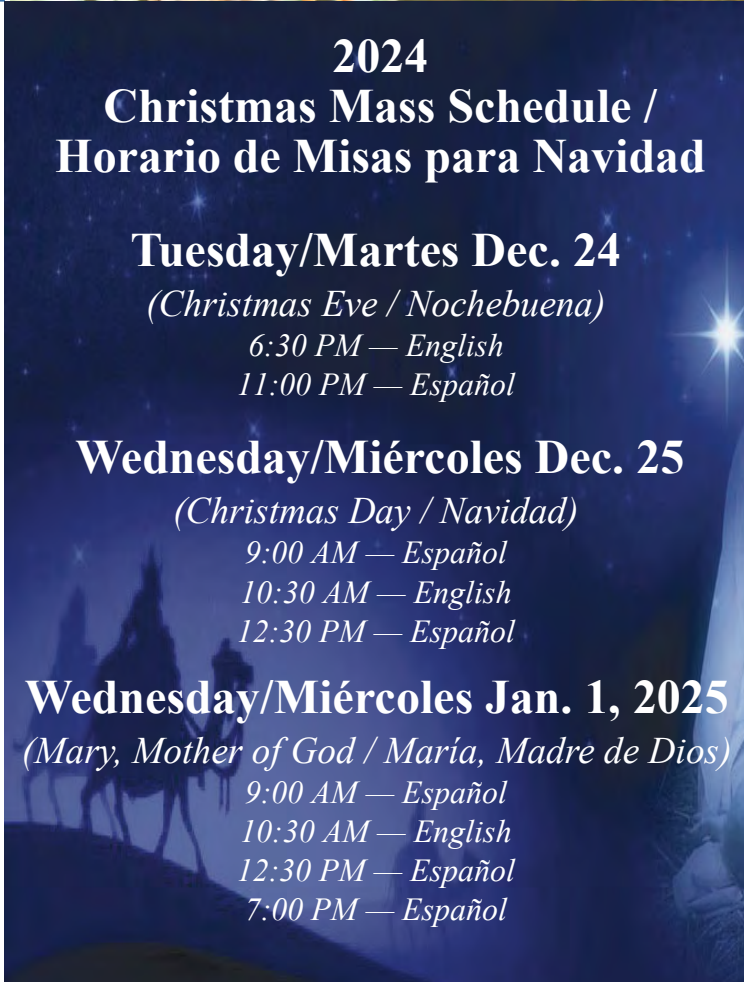 2024
Christmas Mass Schedule /
Horario de Misas para Navidad
Tuesday/Martes Dec. 24
(Christmas Eve / Nochebuena)
6:30 PM — English
11:00 PM — Español
Wednesday/Miércoles Dec. 25
(Christmas Day / Navidad)
9:00 AM — Español
10:30 AM — English
12:30 PM — Español
Wednesday/Miércoles Jan. 1, 2025
(Mary, Mother of God / María, Madre de Dios)
9:00 AM — Español
10:30 AM — English
12:30 PM — Español
7:00 PM — Español